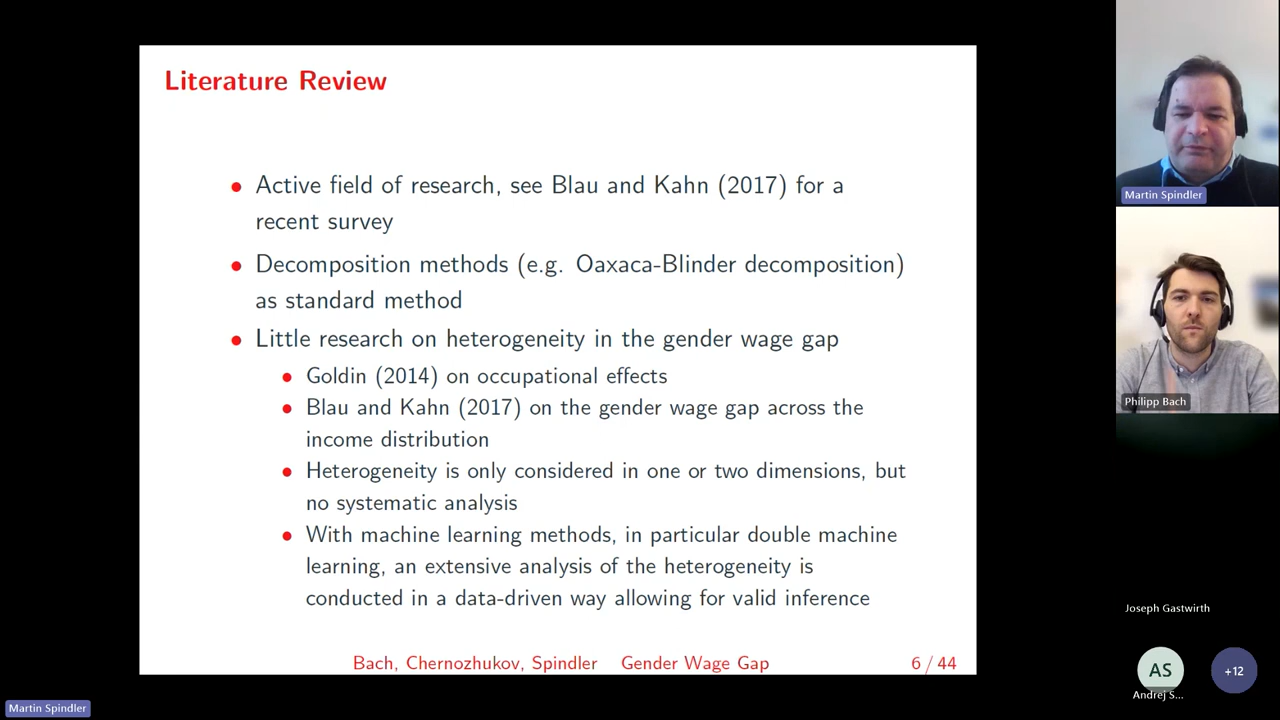 Literature Review
• Active field of research, see Blau and Kahn (2017) for a
recent survey
• Decomposition methods (e.g. Oaxaca-Blinder decomposition)
as standard method
• Little research on heterogeneity in the gender wage gap
• Goldin (2014) on occupational effects
• Blau and Kahn (2017) on the gender wage gap across the
income distribution
• Heterogeneity is only considered in one or two dimensions, but
no systematic analysis
• With machine learning methods, in particular double machine
learning, an extensive analysis of the heterogeneity is
conducted in a data-driven way allowing for valid inference
Bach, Chernozhukov, Spindler Gender Wage Gap 6 / 44
Martin Spindler
Philipp Bach
Joseph Gastwirth
AS
+12
Andrej S...
Martin Spindler